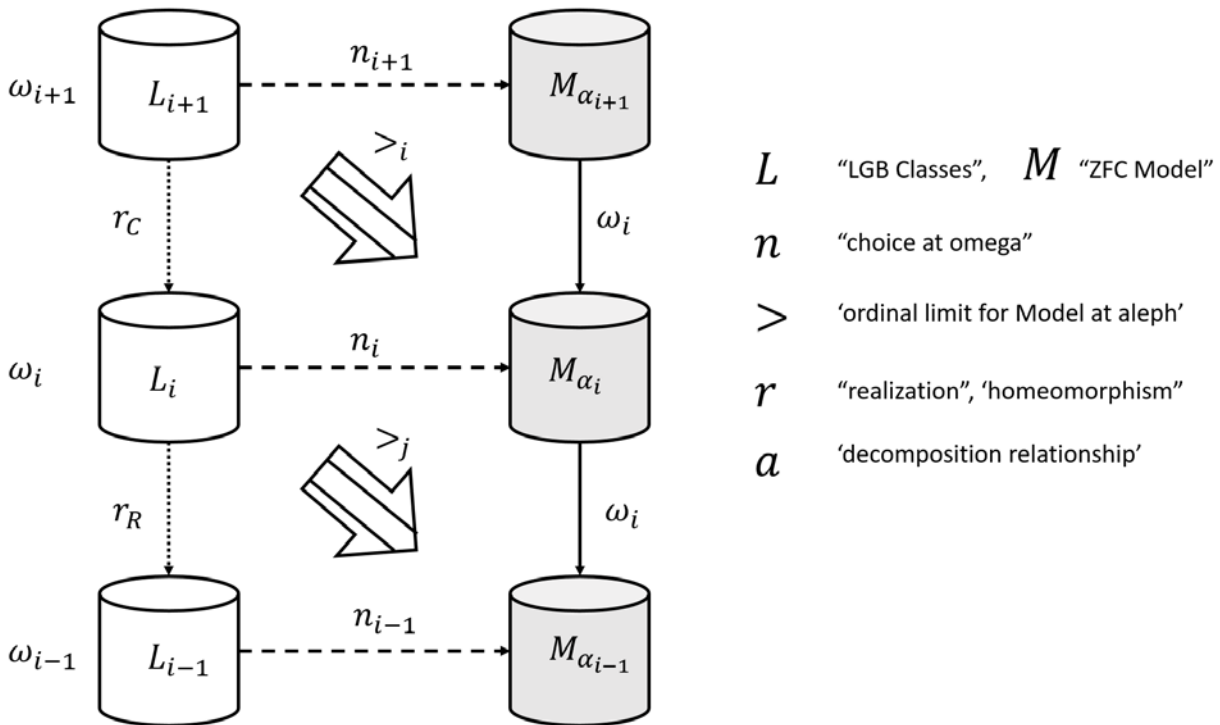 n_{i+1}
ω_{i+1} L_{i+1} M_{α_{i+1}}
>_i
L "LGB Classes", M "ZFC Model"
r_C ω_i
n "choice at omega"
> 'ordinal limit for Model at aleph'
n_i
ω_i L_i M_{α_i}
r "realization", 'homeomorphism"
>_j
a 'decomposition relationship'
r_R ω_i
n_{i-1}
ω_{i-1} L_{i-1} M_{α_{i-1}}